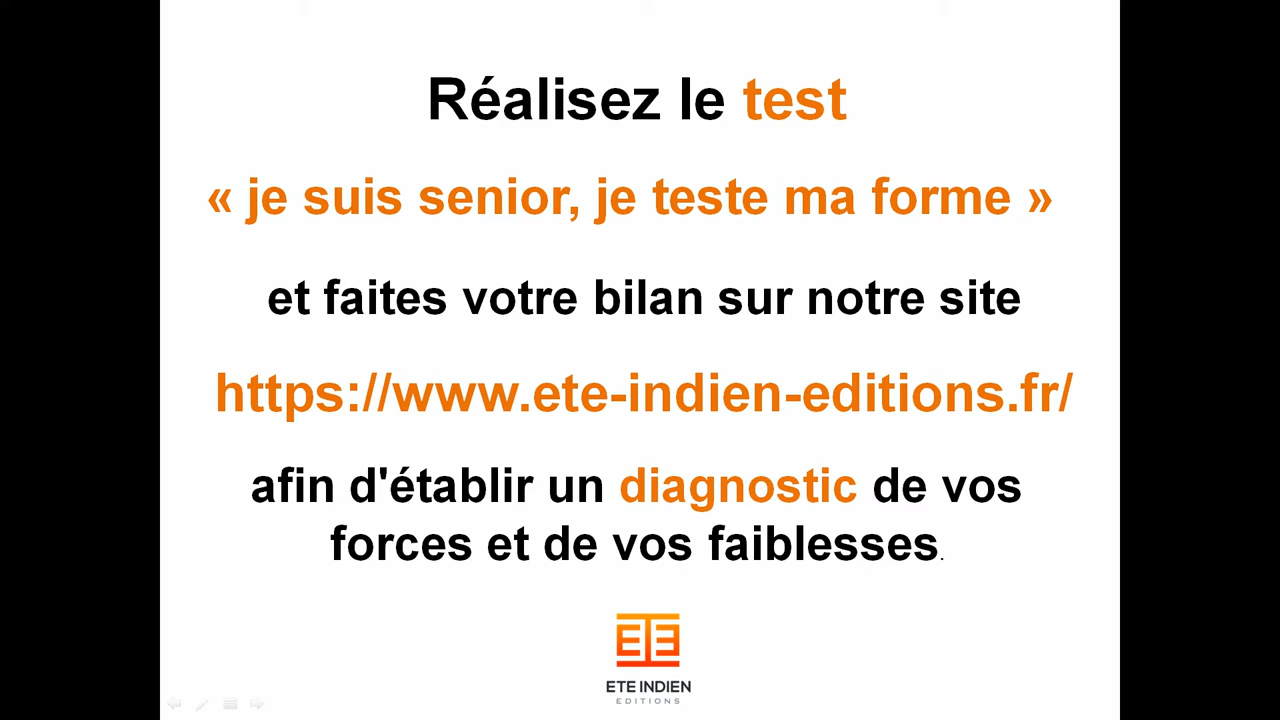 Réalisez le test
« je suis senior, je teste ma forme »
et faites votre bilan sur notre site
https://www.ete-indien-editions.fr/
afin d'établir un diagnostic de vos
forces et de vos faiblesses.
ETE
ETE INDIEN
EDITIONS